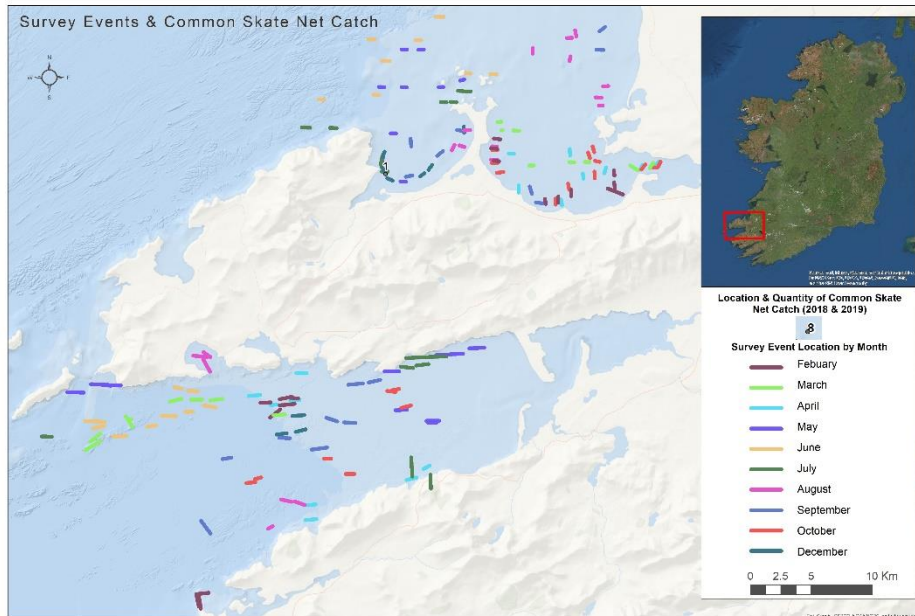 Survey Events & Common Skate Net Catch
N
W
E
S
1
Location & Quantity of Common Skate
Net Catch (2018 & 2019)
8
Survey Event Location by Month
Febuary
March
April
May
June
July
August
September
October
December
0 2.5 5 10 Km